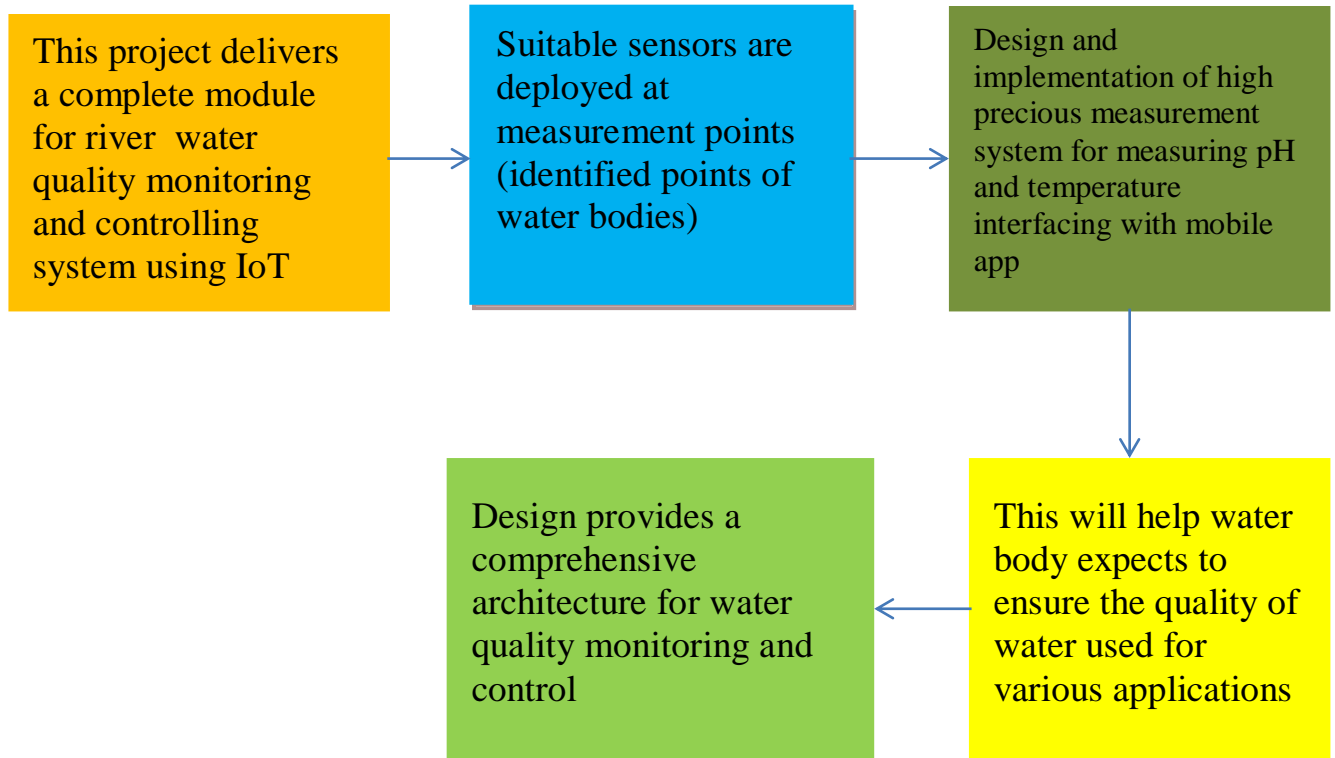 This project delivers
a complete module
for river water
quality monitoring
and controlling
system using IoT
Suitable sensors are
deployed at
measurement points
(identified points of
water bodies)
Design and
implementation of high
precious measurement
system for measuring pH
and temperature
interfacing with mobile
app
This will help water
body expects to
ensure the quality of
water used for
various applications
Design provides a
comprehensive
architecture for water
quality monitoring and
control